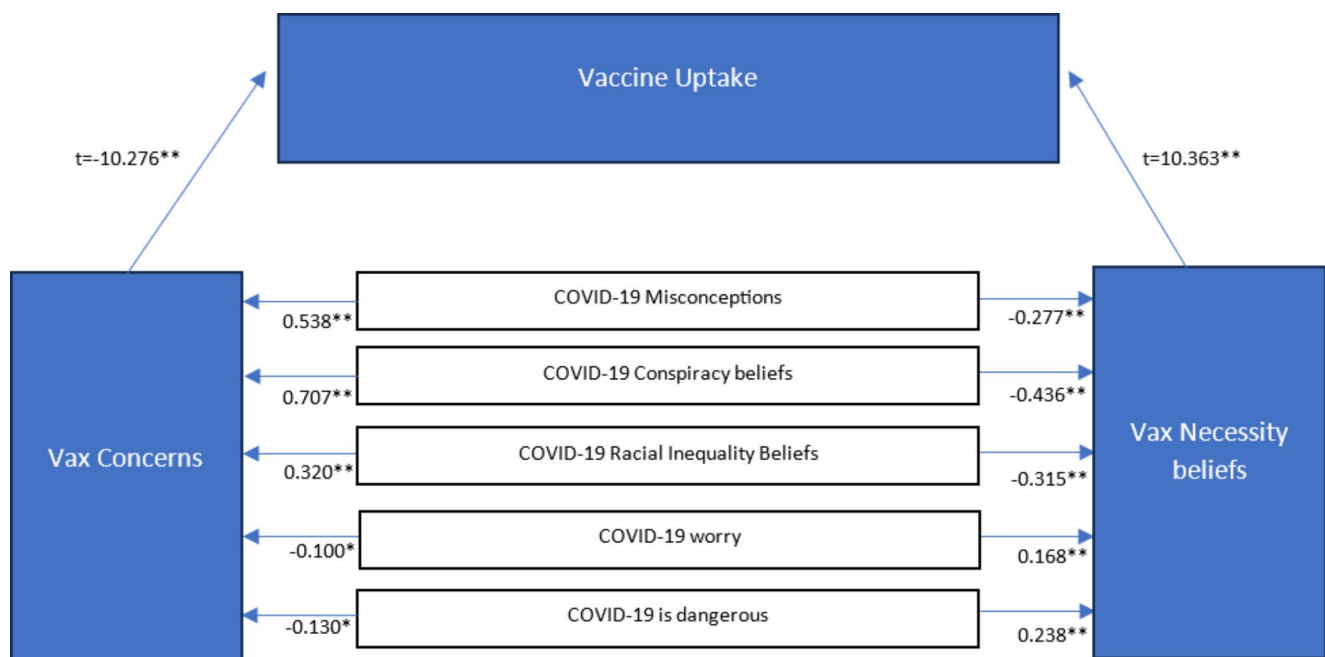 Vaccine Uptake
t=-10.276**
t=10.363**
COVID-19 Misconceptions
0.538**
-0.277**
COVID-19 Conspiracy beliefs
0.707**
-0.436**
Vax Concerns
COVID-19 Racial Inequality Beliefs
0.320**
-0.315**
Vax Necessity
beliefs
COVID-19 worry
-0.100*
0.168**
COVID-19 is dangerous
-0.130*
0.238**